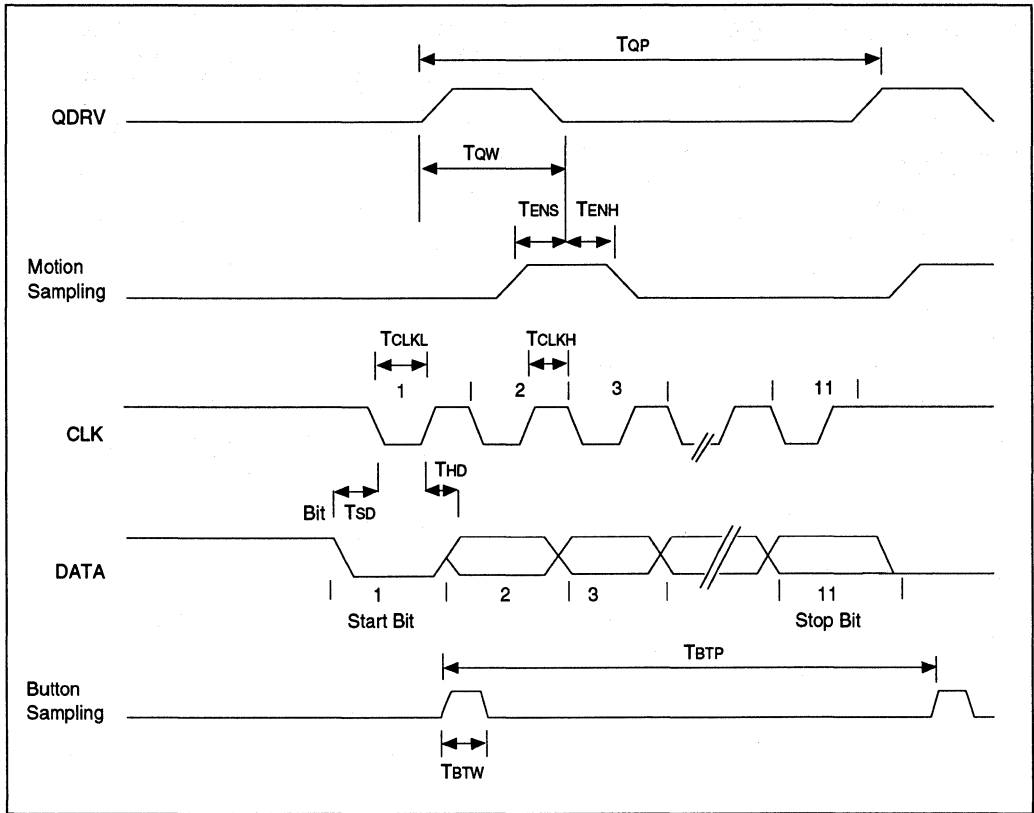 TQP
QDRV
TQW
TENS TENH
Motion
Sampling
TCLKL TCLKH
1 2 3 11
CLK
THD
Bit TSD
DATA
1 2 3 11
Start Bit Stop Bit
TBTP
Button
Sampling
TBTW